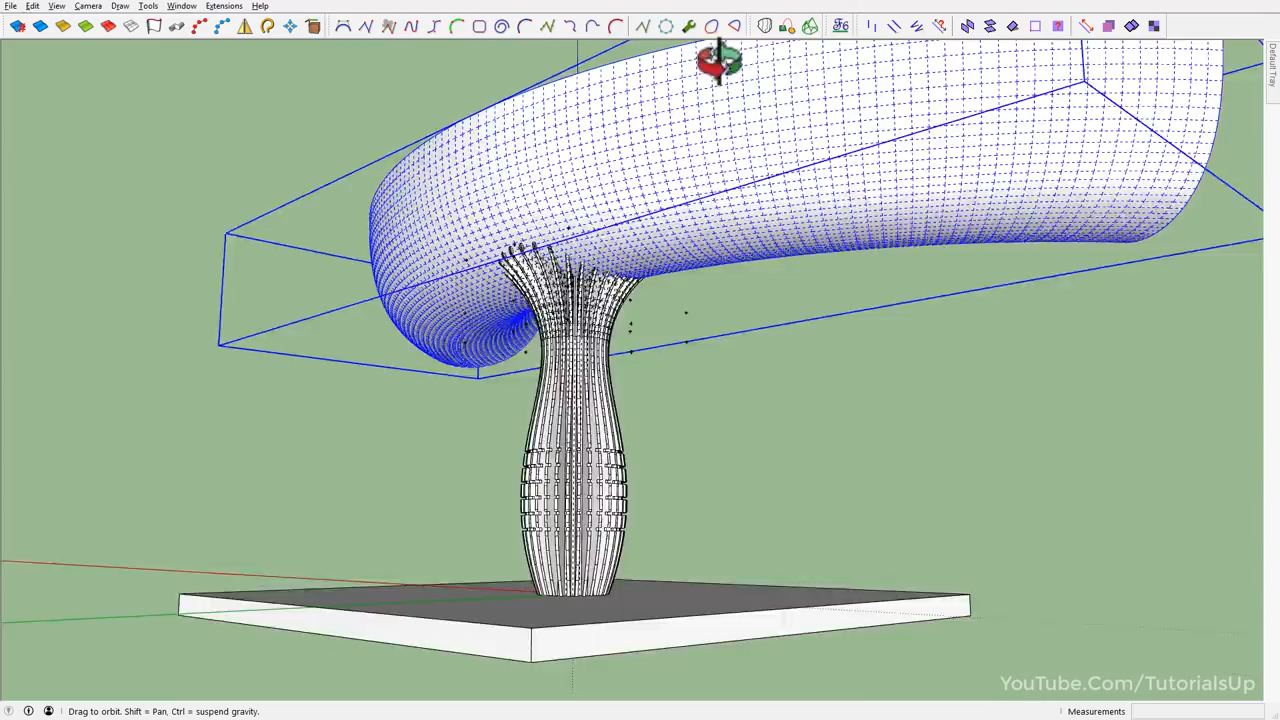 File Edit View Camera Draw Tools Window Extensions Help
Default Tray
YouTube.Com/TutorialsUp
Drag to orbit. Shift = Pan, Ctrl = suspend gravity.
Measurements